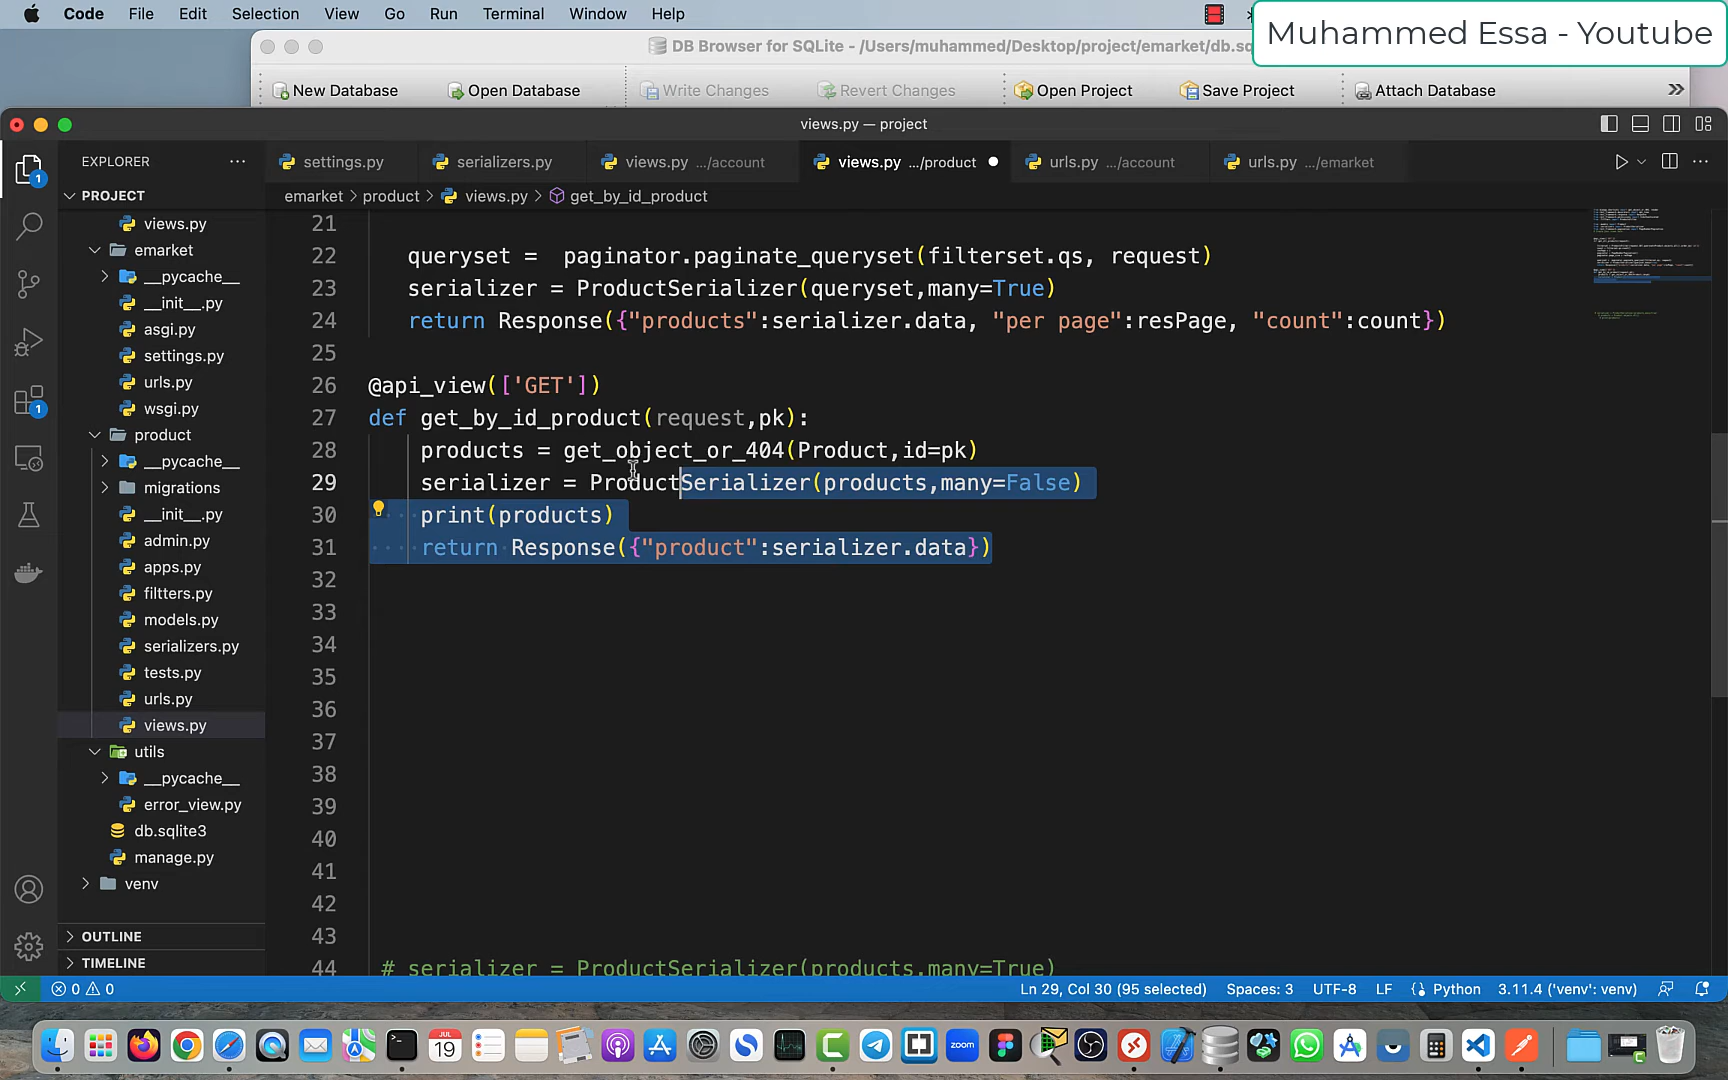 Code File Edit Selection View Go Run Terminal Window Help
Muhammed Essa - Youtube
DB Browser for SQLite - /Users/muhammed/Desktop/project/emarket/db.sq
New Database Open Database Write Changes Revert Changes Open Project Save Project Attach Database
views.py — project
EXPLORER
settings.py serializers.py views.py .../account views.py .../product urls.py .../account urls.py .../emarket
PROJECT
emarket > product > views.py > get_by_id_product
views.py
emarket
__pycache__
__init__.py
asgi.py
settings.py
urls.py
wsgi.py
product
__pycache__
migrations
__init__.py
admin.py
apps.py
filtters.py
models.py
serializers.py
tests.py
urls.py
views.py
utils
__pycache__
error_view.py
db.sqlite3
manage.py
venv
OUTLINE
TIMELINE
21
22 queryset =  paginator.paginate_queryset(filterset.qs, request)
23 serializer = ProductSerializer(queryset,many=True)
24 return Response({"products":serializer.data, "per page":resPage, "count":count})
25
26 @api_view(['GET'])
27 def get_by_id_product(request,pk):
28 products = get_object_or_404(Product,id=pk)
29 serializer = ProductSerializer(products,many=False)
30 print(products)
31 return Response({"product":serializer.data})
32
33
34
35
36
37
38
39
40
41
42
43
44 # serializer = ProductSerializer(products,many=True)
0 0 Ln 29, Col 30 (95 selected) Spaces: 3 UTF-8 LF Python 3.11.4 ('venv': venv)
JUL
19
zoom